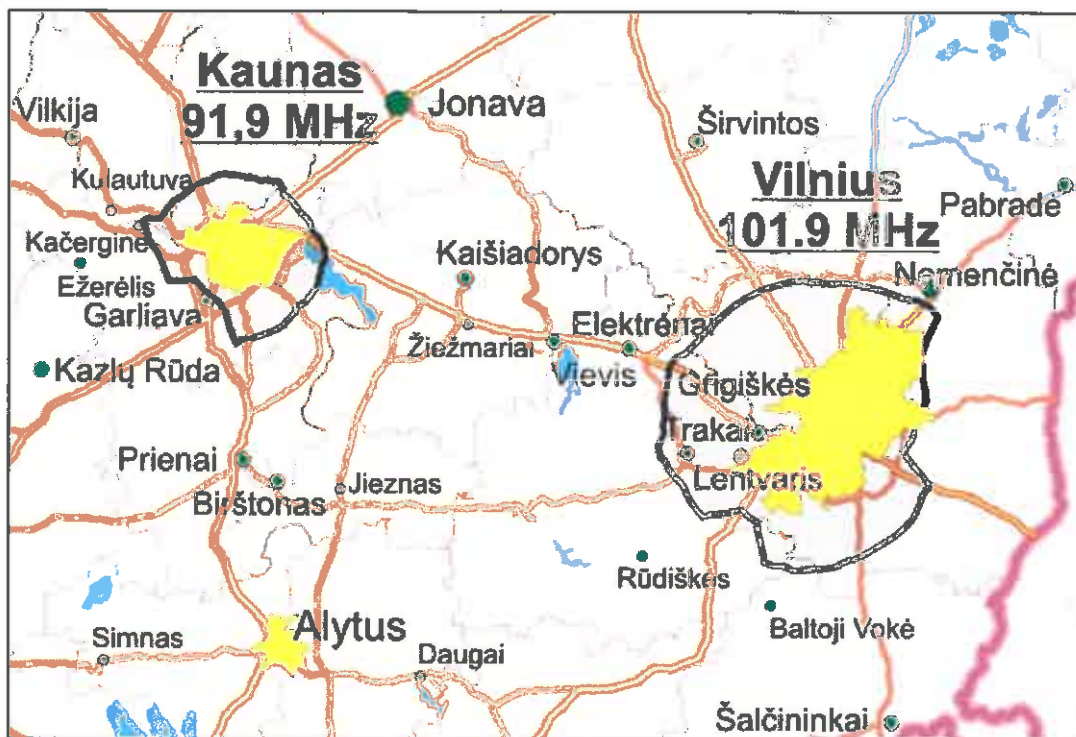 Kaunas
91,9 MHz
Jonava
Vilkija
Širvintos
Kulautuva
Vilnius
101.9 MHz
Pabradė
Kačerginė
Kaišiadorys
Nemenčinė
Ežerėlis
Garliava
Žiežmariai
Elektrėnai
Kazlų Rūda
Vievis
Grigiškės
Trakai
Prienai
Lentvaris
Birštonas
Jieznas
Rūdiškės
Baltoji Vokė
Alytus
Simnas
Daugai
Šalčininkai